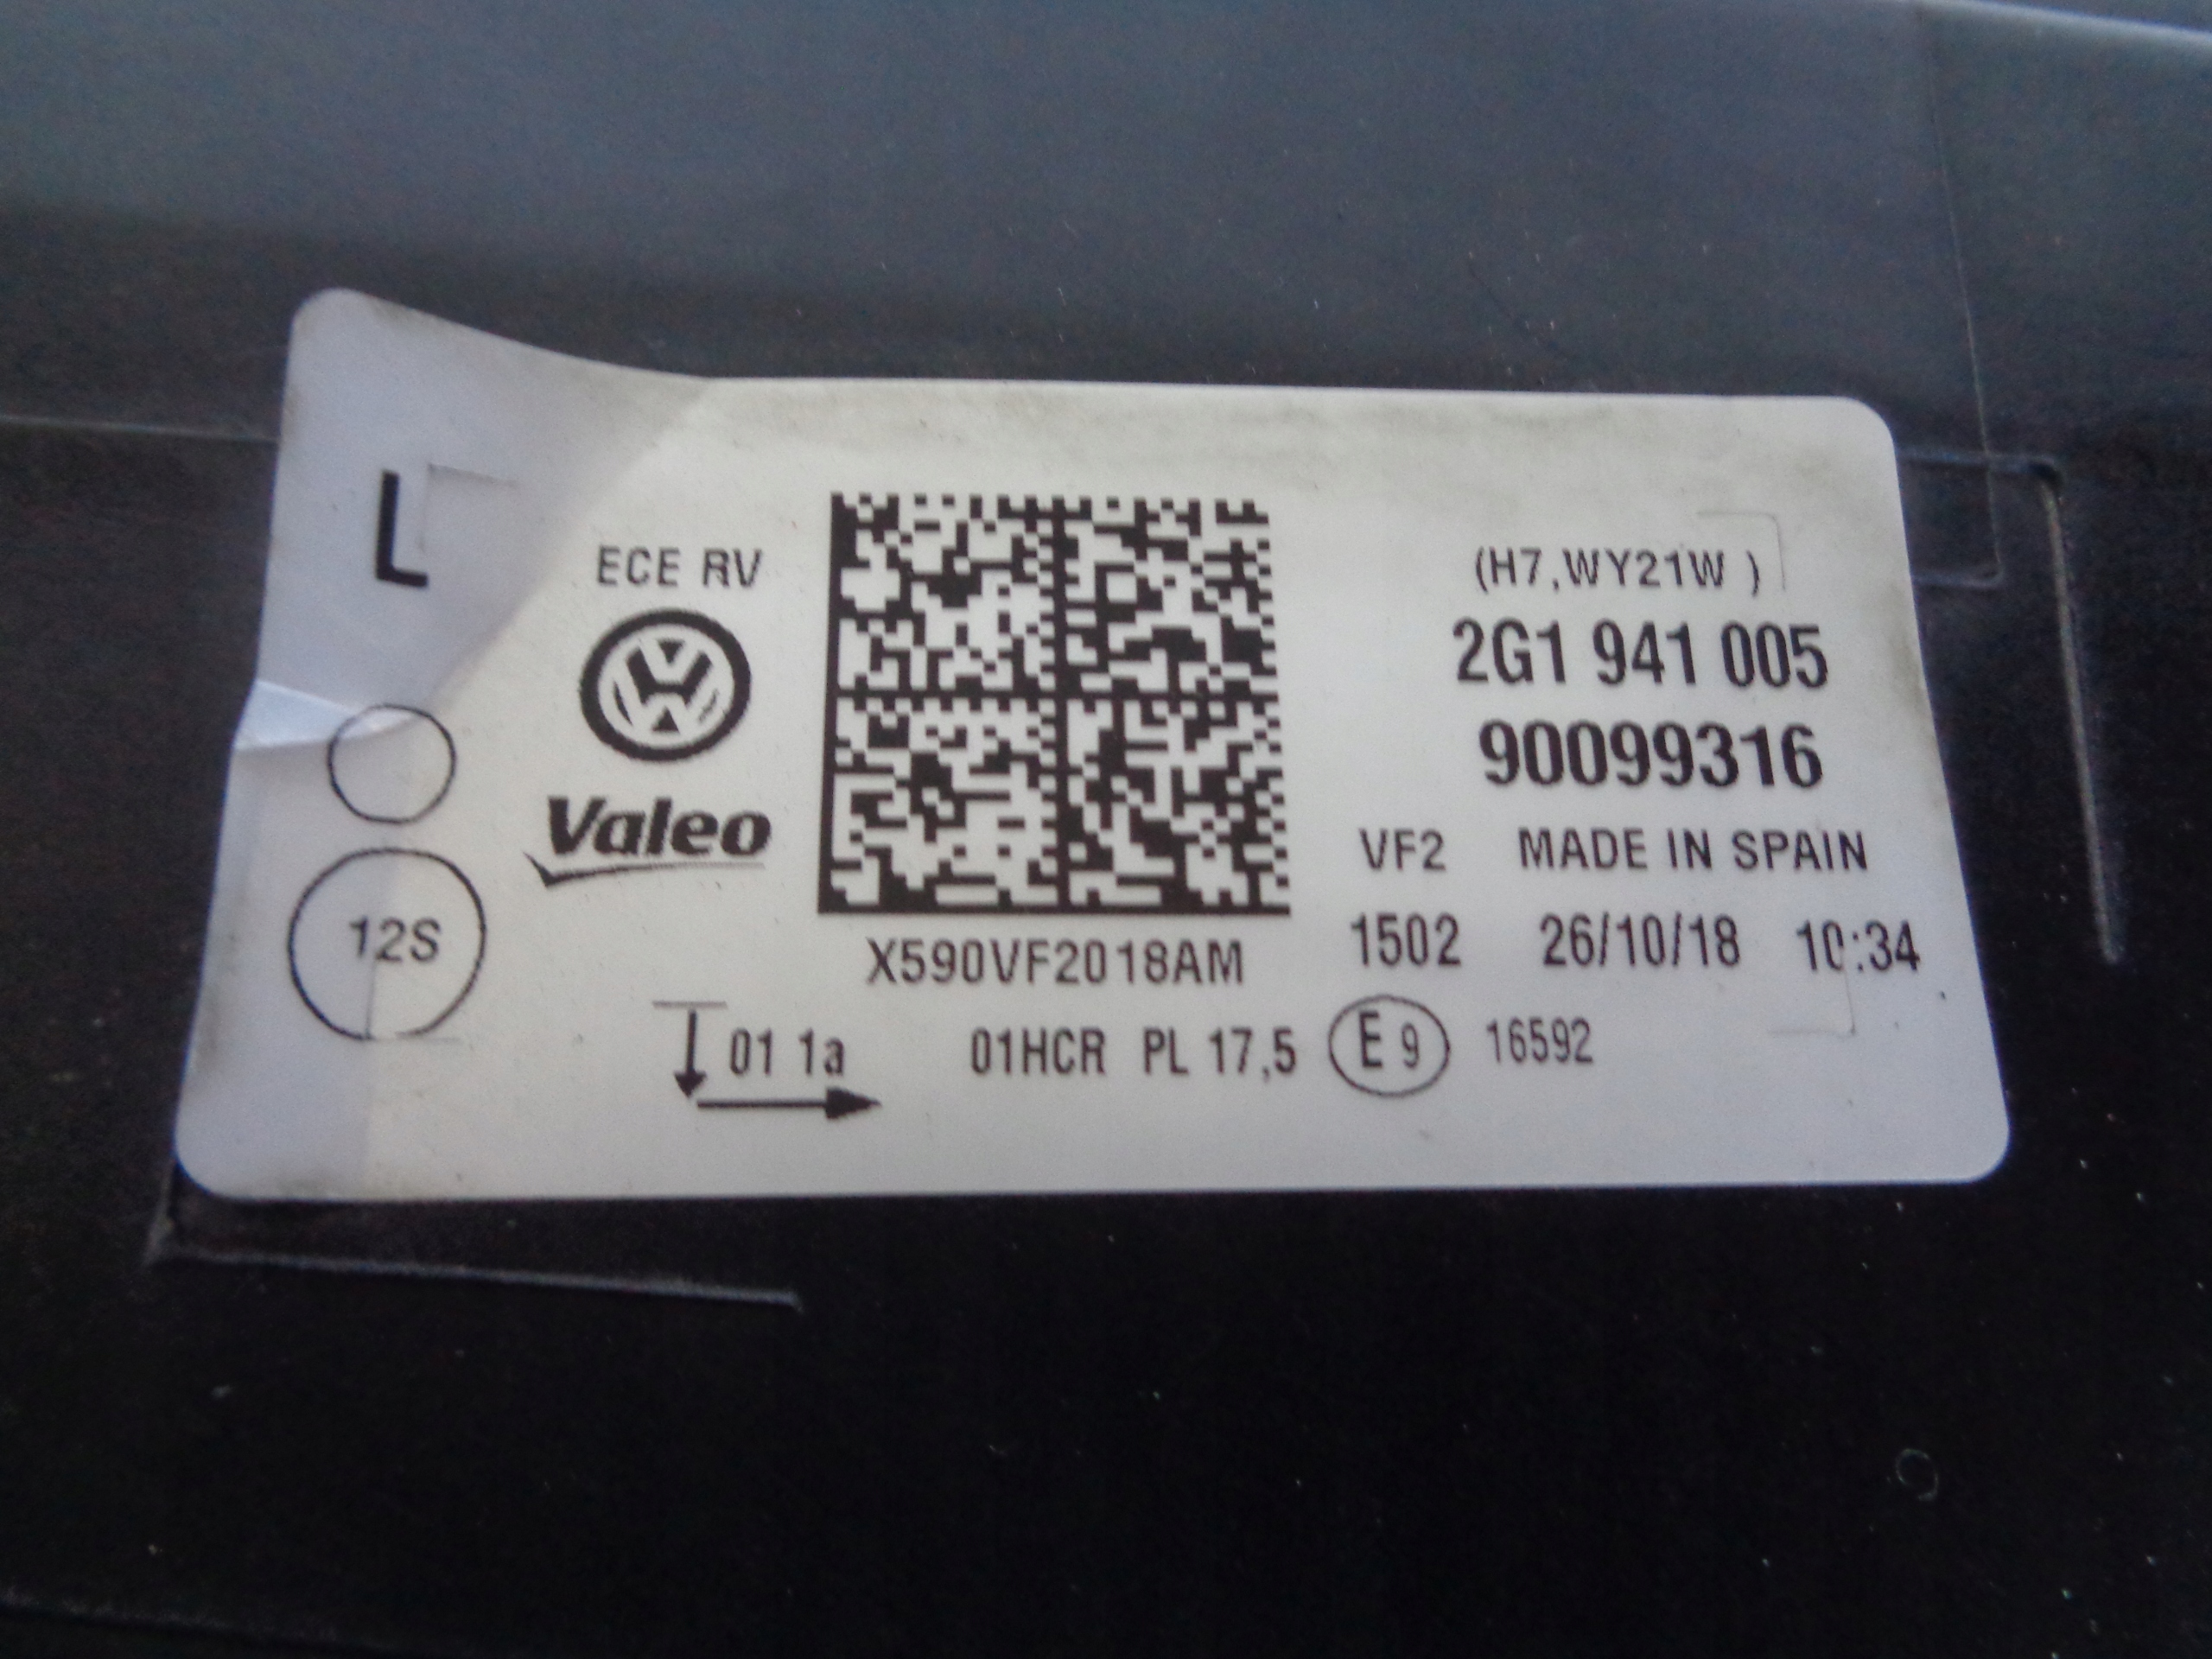 L
ECE RV
Valeo
12S
X590VF2018AM
(H7,WY21W )
2G1 941 005
90099316
VF2 MADE IN SPAIN
1502 26/10/18 10:34
01 1a 01HCR PL 17,5 E 9 16592